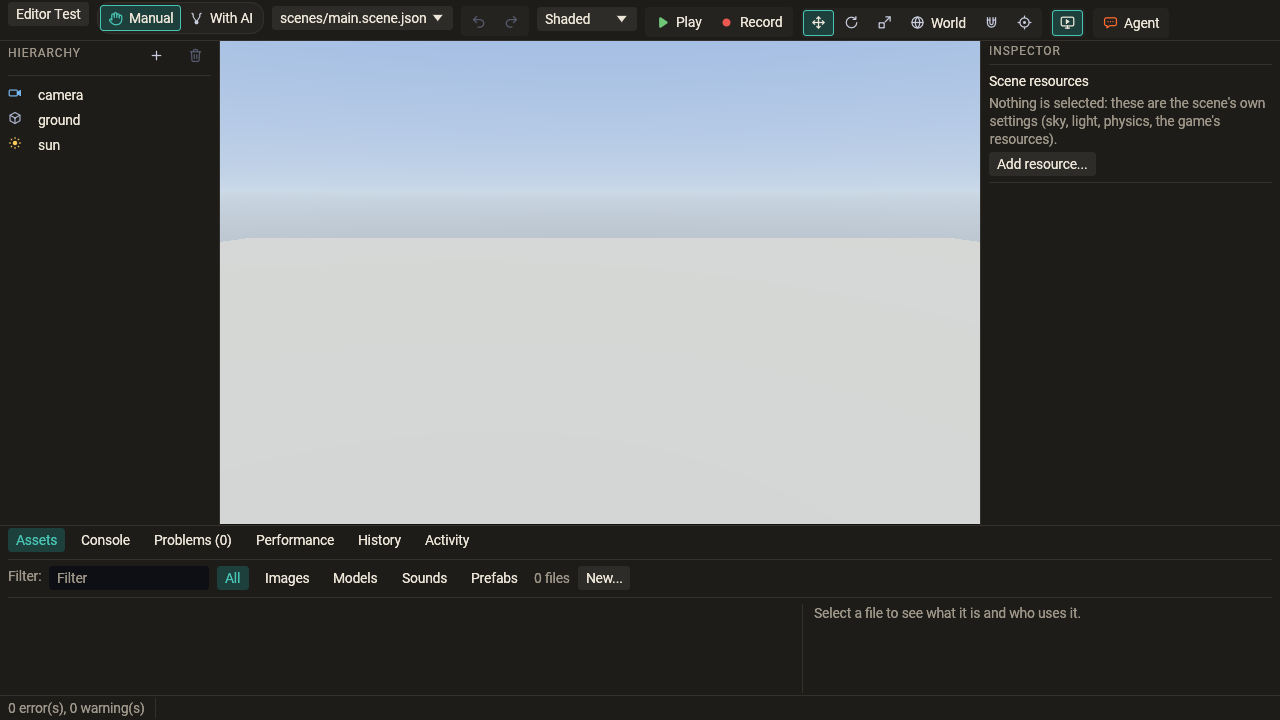 Editor Test
Manual
With AI
scenes/main.scene.json
Shaded
Play
Record
World
Agent
HIERARCHY
camera
ground
sun
INSPECTOR
Scene resources
Nothing is selected: these are the scene's own
settings (sky, light, physics, the game's
resources).
Add resource...
Assets
Console
Problems (0)
Performance
History
Activity
Filter:
Filter
All
Images
Models
Sounds
Prefabs
0 files
New...
Select a file to see what it is and who uses it.
0 error(s), 0 warning(s)